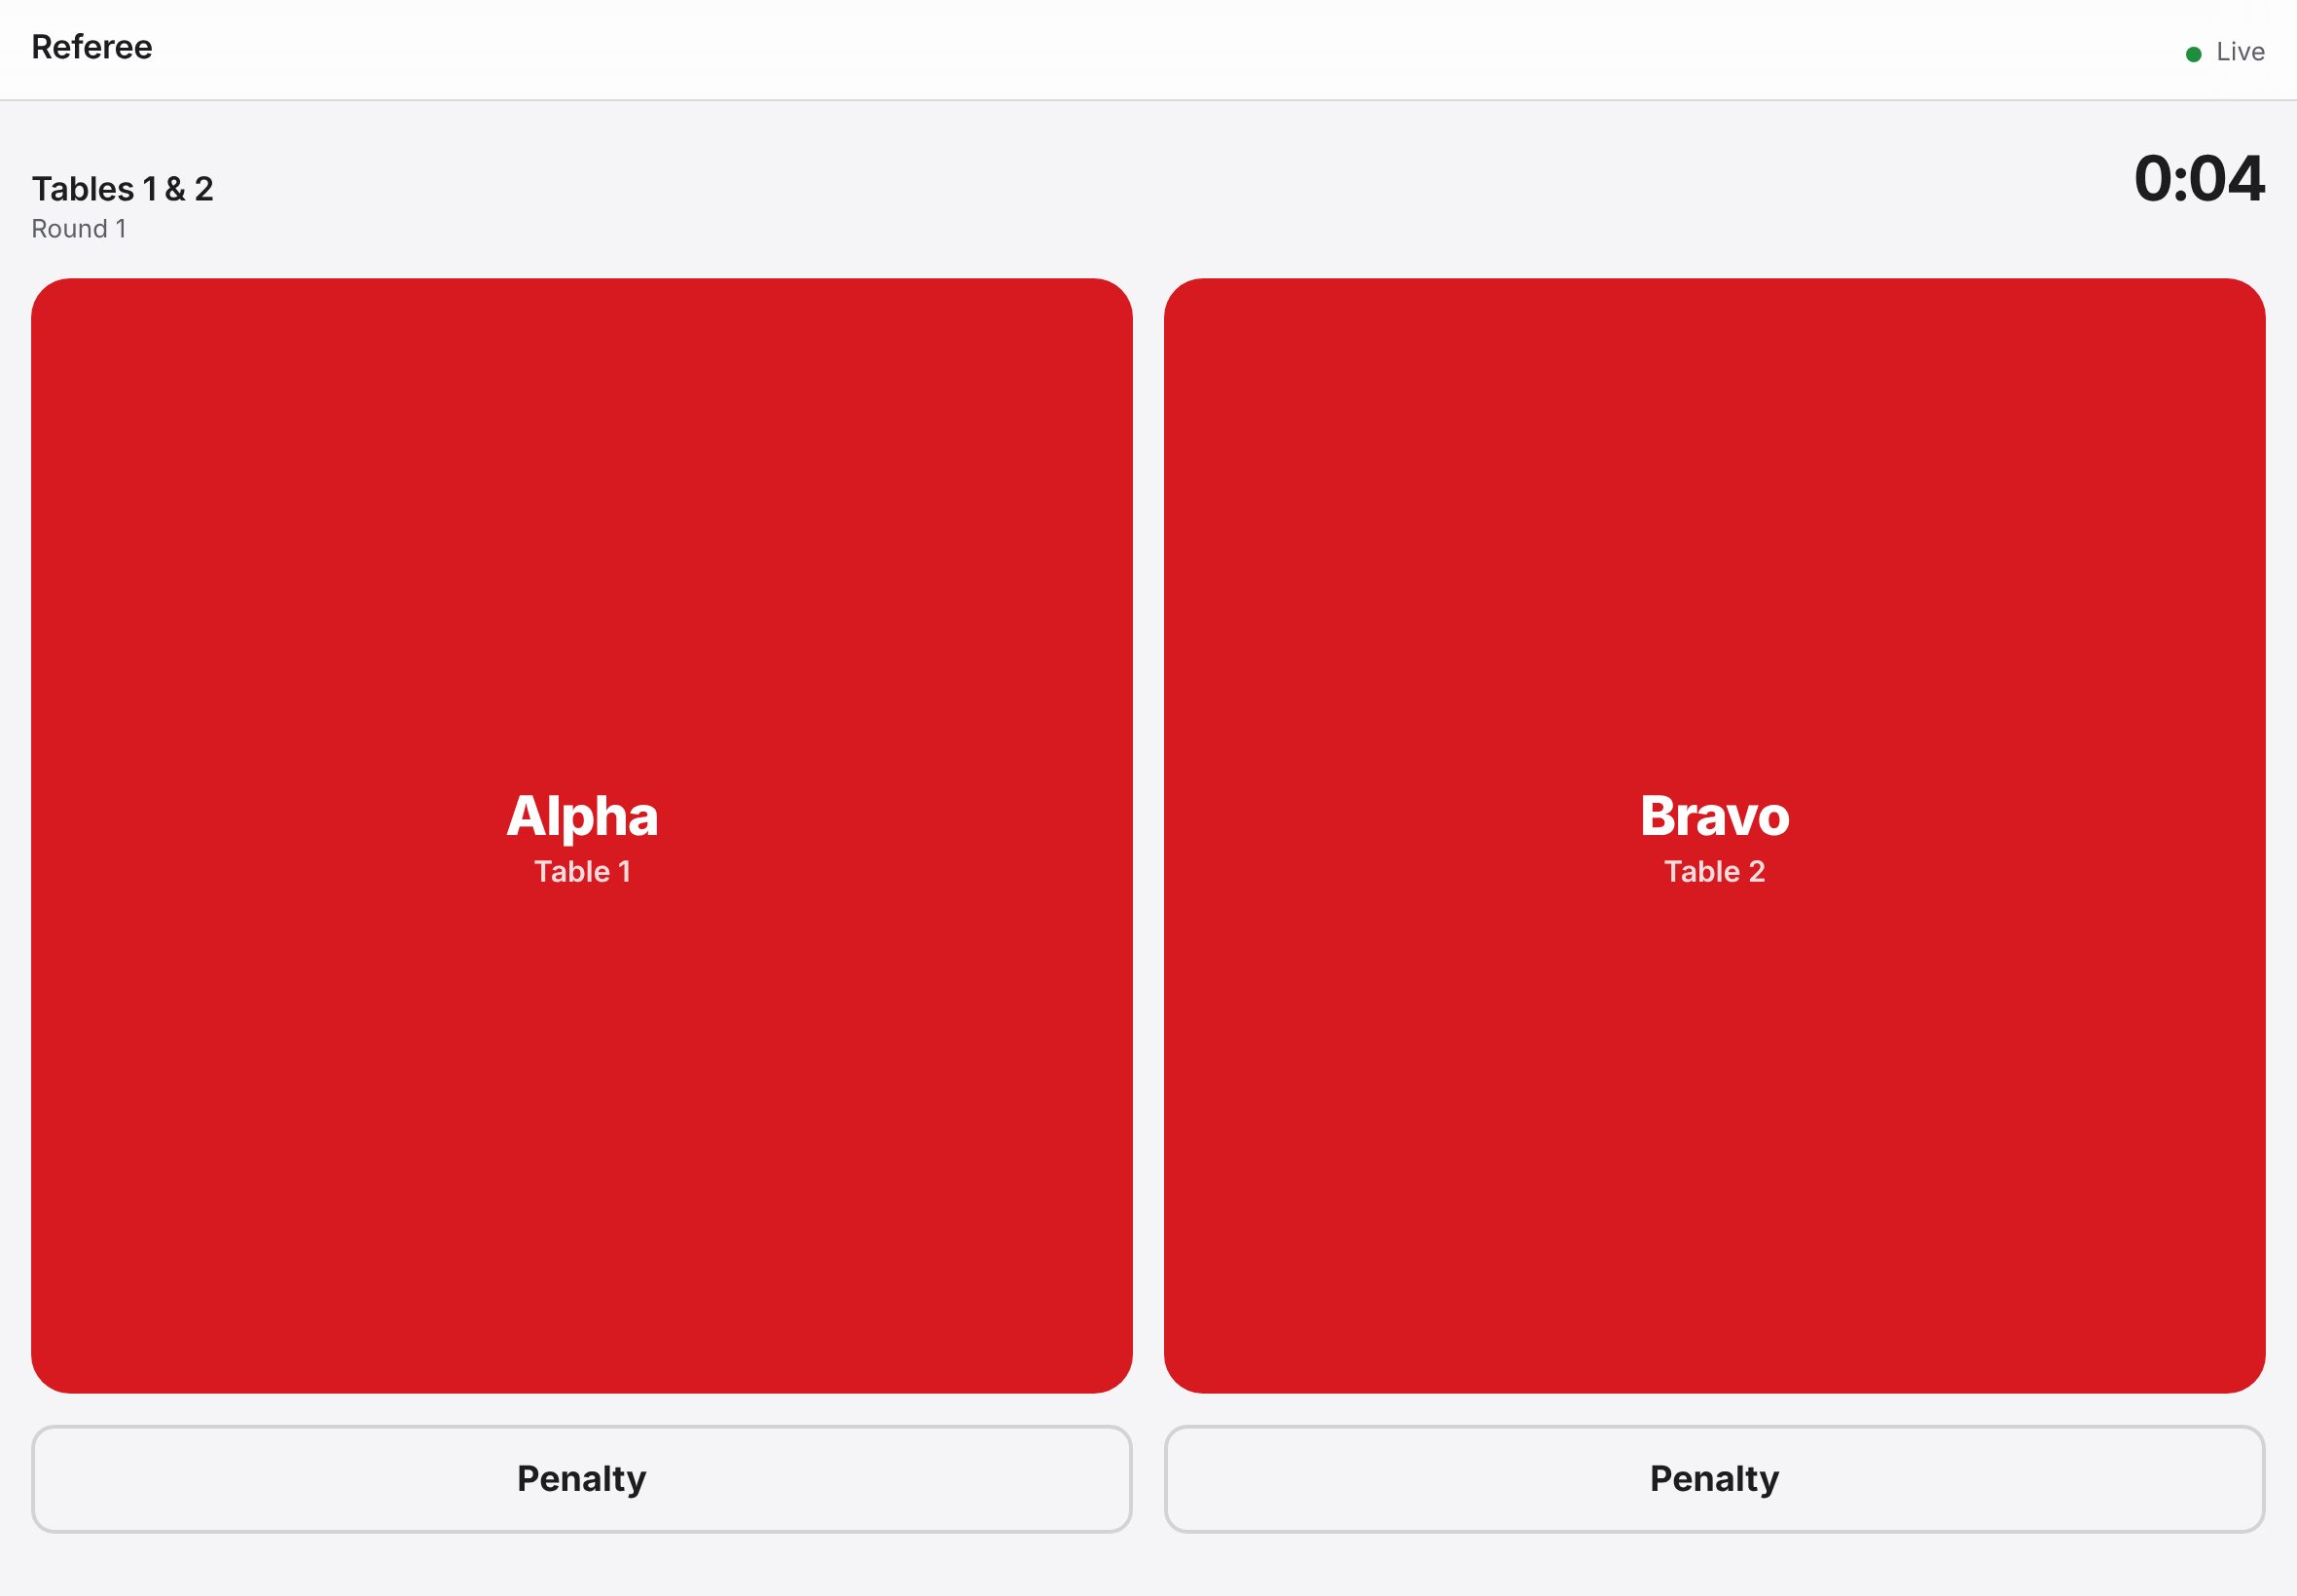 Referee
Live
Tables 1 & 2
0:04
Round 1
Alpha
Table 1
Bravo
Table 2
Penalty
Penalty